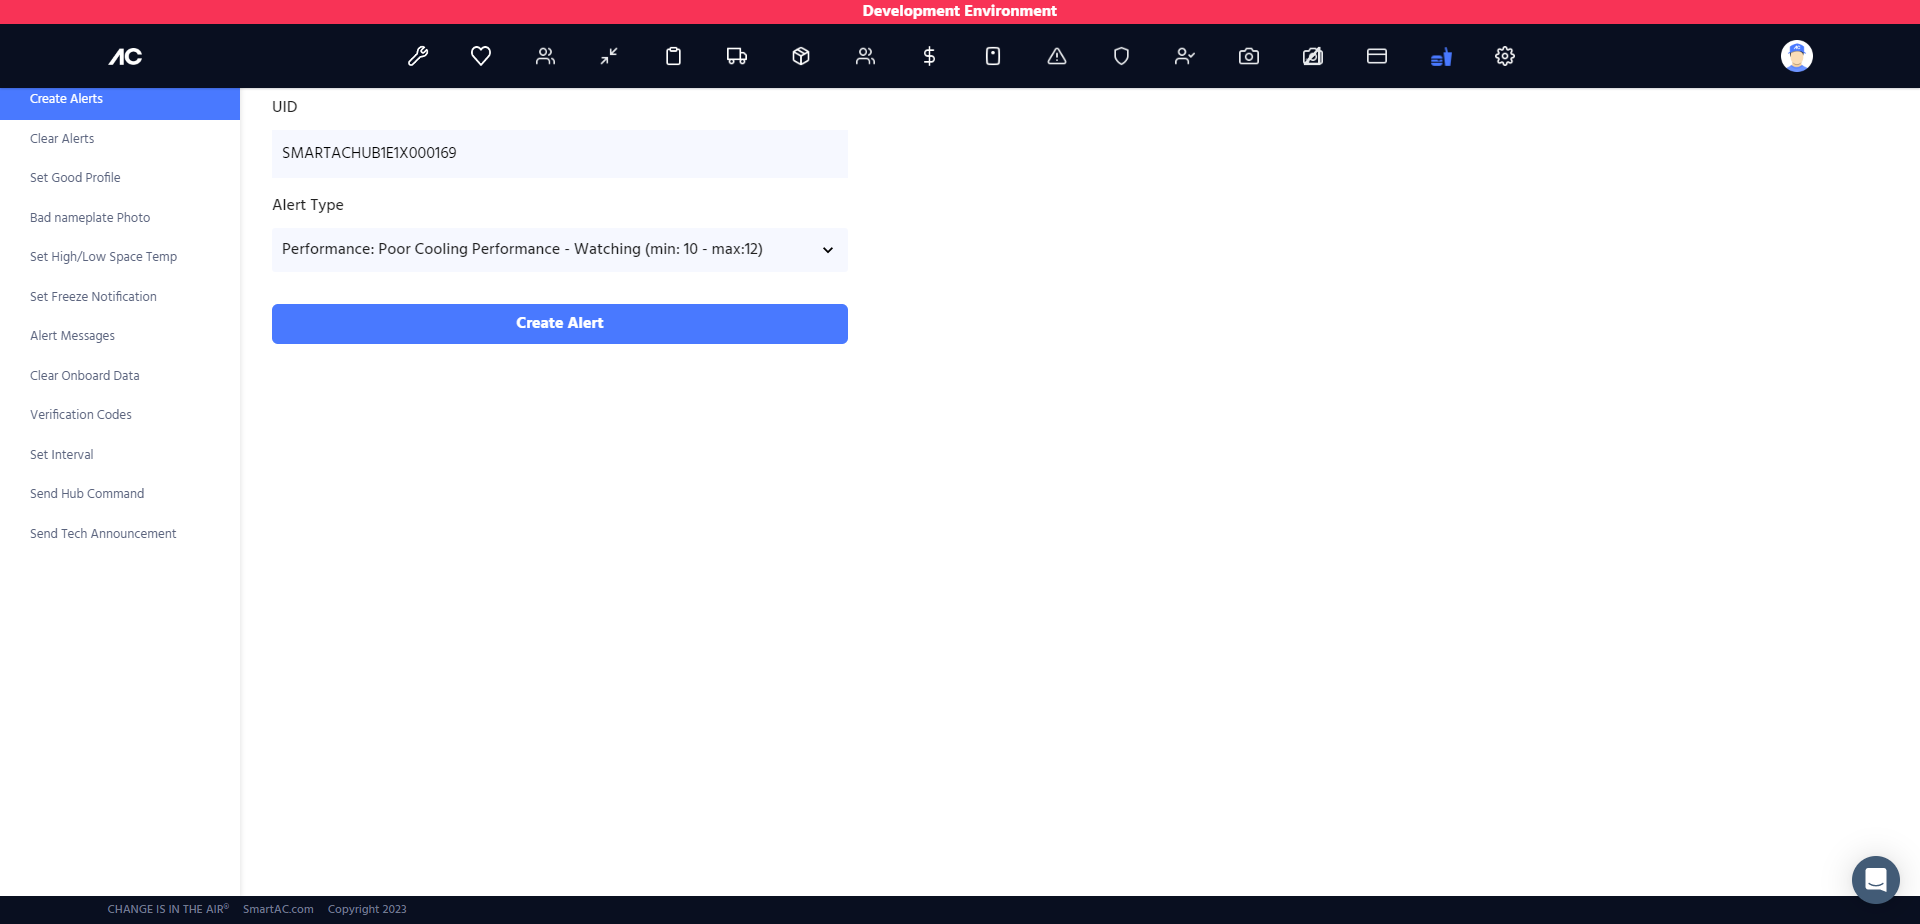 Development Environment
AC
Create Alerts
Clear Alerts
Set Good Profile
Bad nameplate Photo
Set High/Low Space Temp
Set Freeze Notification
Alert Messages
Clear Onboard Data
Verification Codes
Set Interval
Send Hub Command
Send Tech Announcement
UID
SMARTACHUB1E1X000169
Alert Type
Performance: Poor Cooling Performance - Watching (min: 10 - max:12)
Create Alert
CHANGE IS IN THE AIR® SmartAC.com Copyright 2023